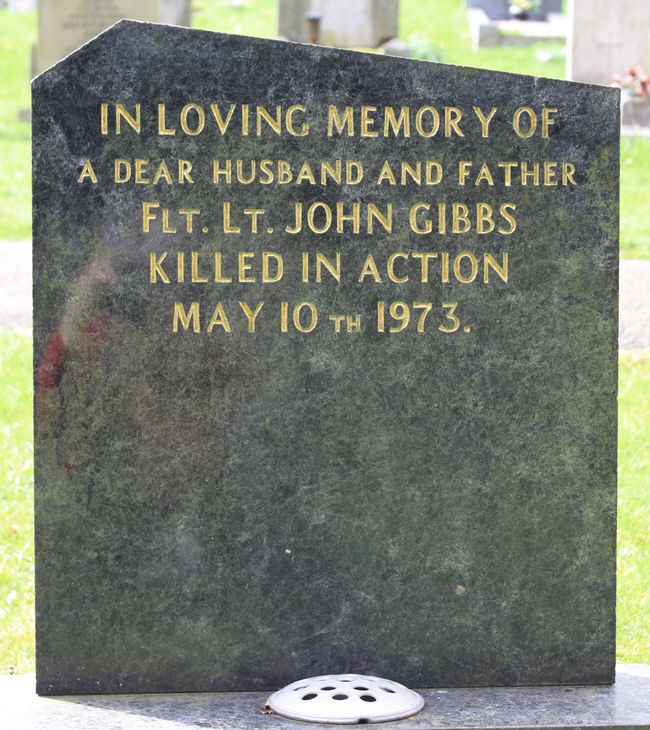 IN LOVING MEMORY OF
A DEAR HUSBAND AND FATHER
FLT. LT. JOHN GIBBS
KILLED IN ACTION
MAY 10 TH 1973.